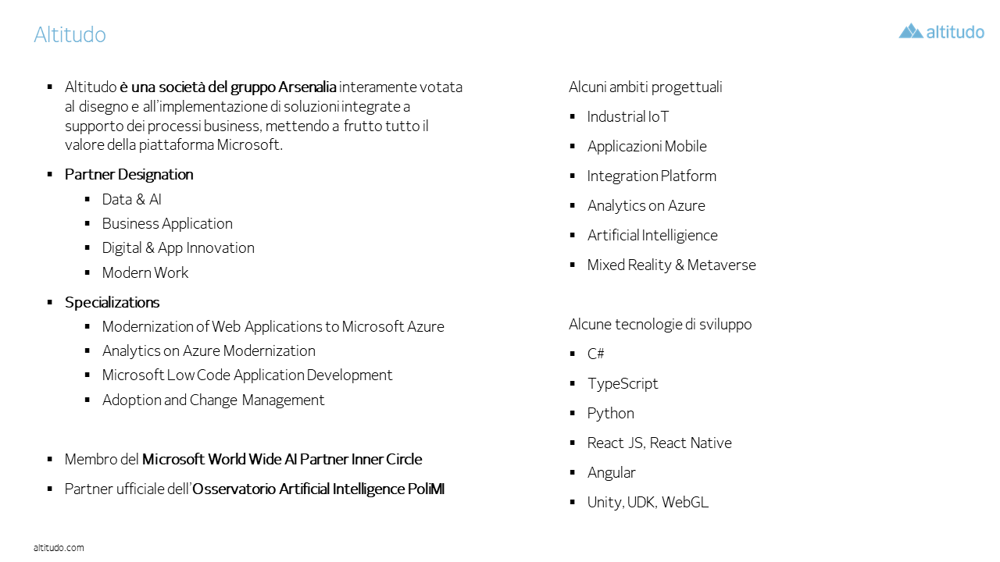 Altitudo
altitudo
Altitudo è una società del gruppo Arsenalia interamente votata
al disegno e all’implementazione di soluzioni integrate a
supporto dei processi business, mettendo a frutto tutto il
valore della piattaforma Microsoft.
Partner Designation
Data & AI
Business Application
Digital & App Innovation
Modern Work
Specializations
Modernization of Web Applications to Microsoft Azure
Analytics on Azure Modernization
Microsoft Low Code Application Development
Adoption and Change Management
Membro del Microsoft World Wide AI Partner Inner Circle
Partner ufficiale dell’Osservatorio Artificial Intelligence PoliMI
Alcuni ambiti progettuali
Industrial IoT
Applicazioni Mobile
Integration Platform
Analytics on Azure
Artificial Intelligience
Mixed Reality & Metaverse
Alcune tecnologie di sviluppo
C#
TypeScript
Python
React JS, React Native
Angular
Unity, UDK, WebGL
altitudo.com